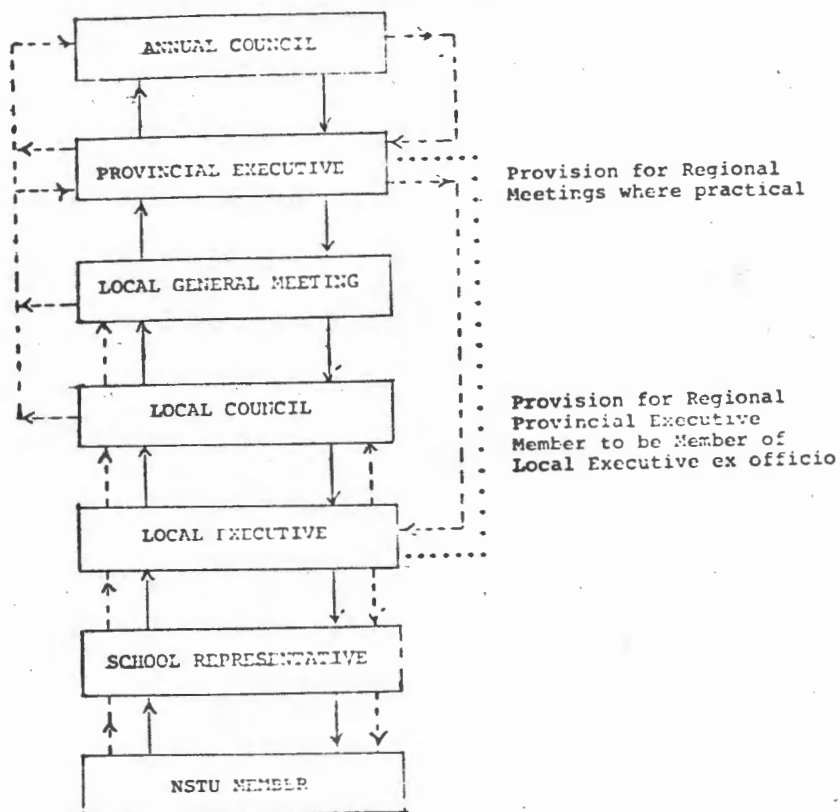 ANNUAL COUNCIL
PROVINCIAL EXECUTIVE
Provision for Regional
Meetings where practical
LOCAL GENERAL MEETING
LOCAL COUNCIL
Provision for Regional
Provincial Executive
Member to be Member of
Local Executive ex officio
LOCAL EXECUTIVE
SCHOOL REPRESENTATIVE
NSTU MEMBER